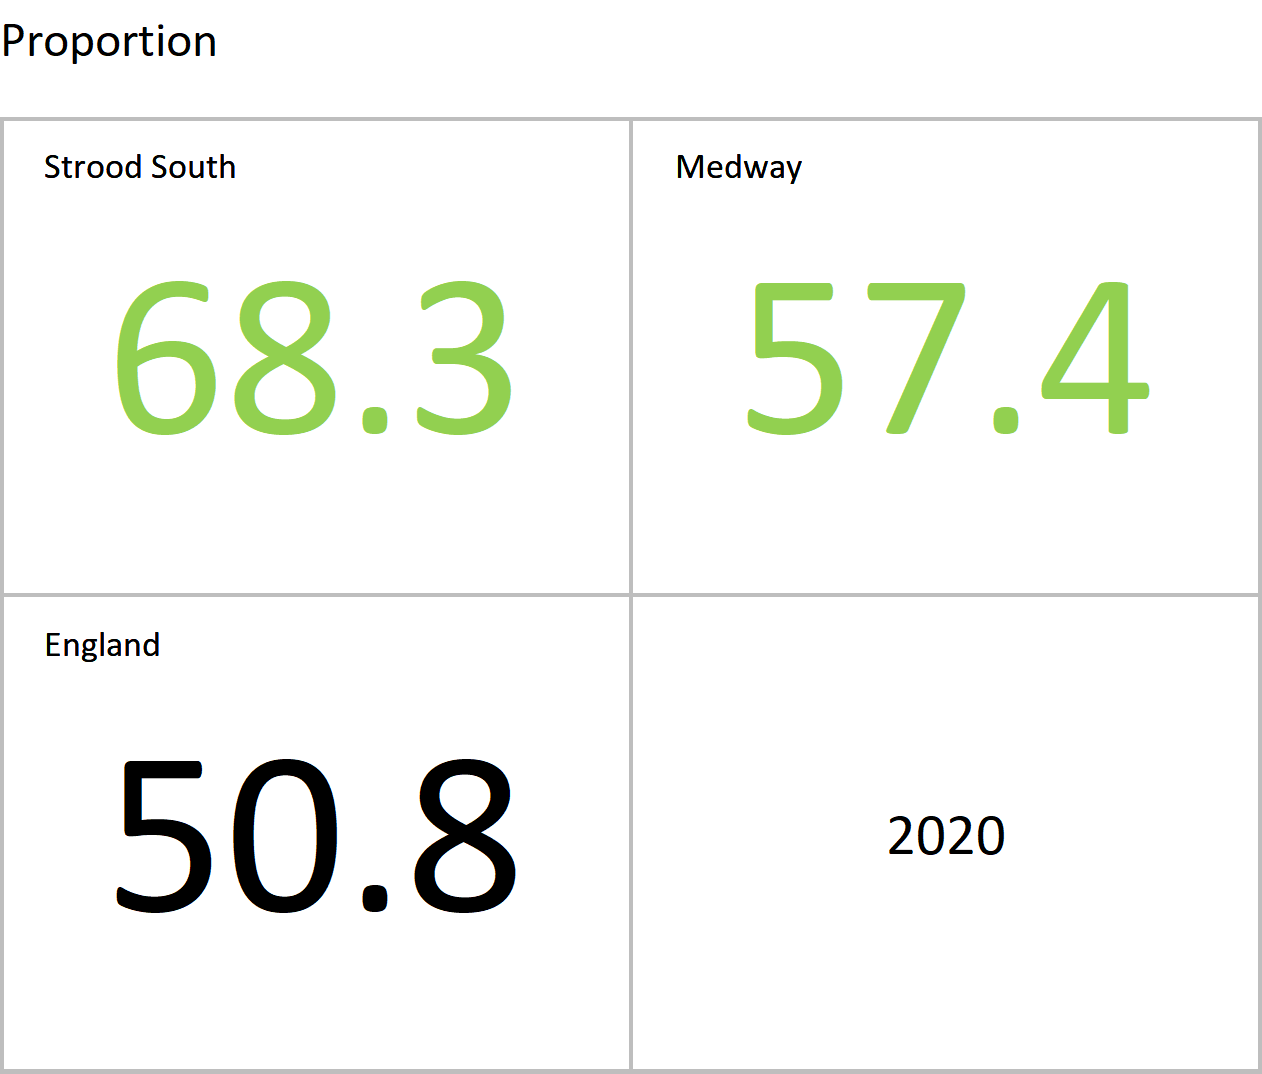 Proportion
Strood South
Medway
68.3
57.4
England
50.8
2020